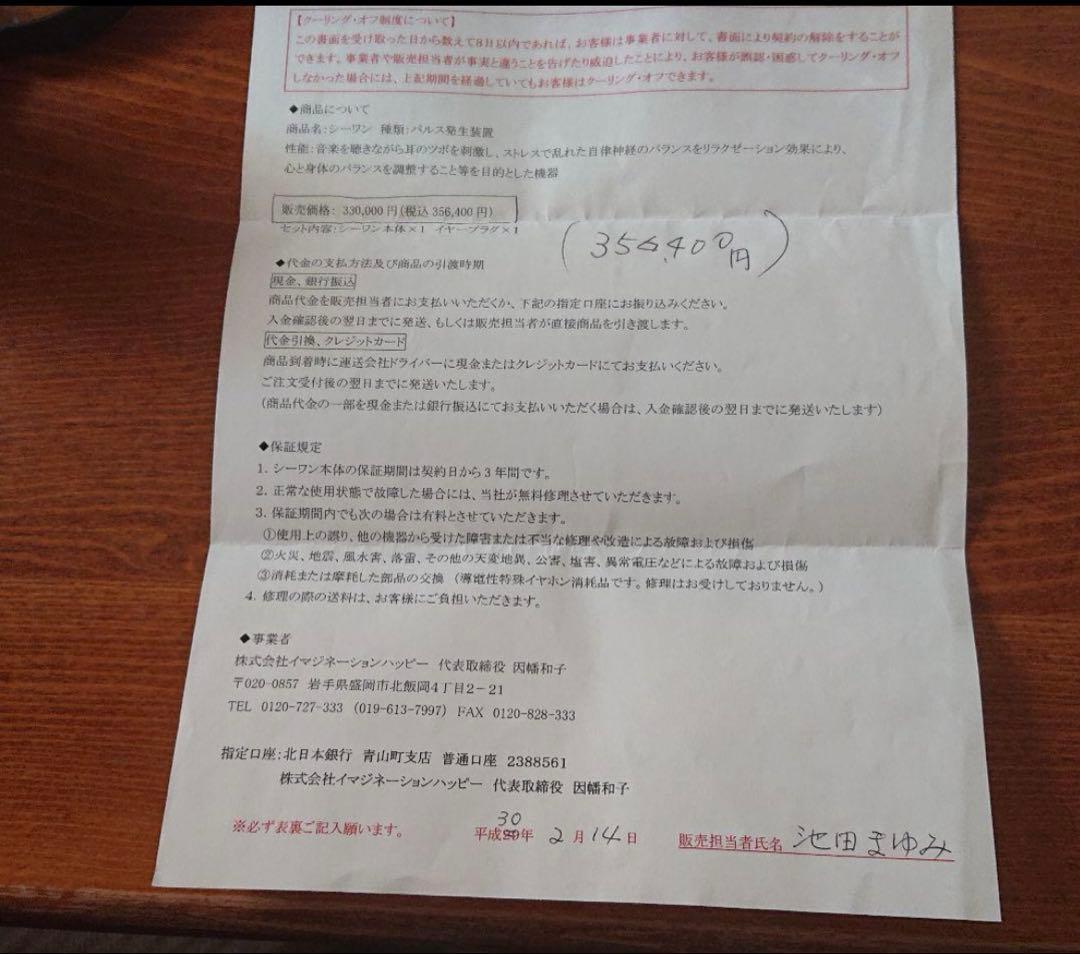 【クーリング・オフ制度について】
この書面を受け取った日から数えて8日以内であれば、お客様は事業者に対して、書面により契約の解除をすることが
できます。事業者や販売担当者が事実と違うことを告げたり威迫したことにより、お客様が誤認・困惑してクーリング・オフ
しなかった場合には、上記期間を経過していてもお客様はクーリング・オフできます。
◆商品について
商品名：シーワン 種類：パルス発生装置
性能：音楽を聴きながら耳のツボを刺激し、ストレスで乱れた自律神経のバランスをリラクゼーション効果により、
心と身体のバランスを調整すること等を目的とした機器
販売価格： 330,000円（税込 356,400円）
セット内容：シーワン本体×1 イヤープラグ×1
（356,400円）
◆代金の支払方法及び商品の引渡時期
現金、銀行振込
商品代金を販売担当者にお支払いいただくか、下記の指定口座にお振り込みください。
入金確認後の翌日までに発送、もしくは販売担当者が直接商品を引き渡します。
代金引換、クレジットカード
商品到着時に運送会社ドライバーに現金またはクレジットカードにてお支払いください。
ご注文受付後の翌日までに発送いたします。
（商品代金の一部を現金または銀行振込にてお支払いいただく場合は、入金確認後の翌日までに発送いたします）
◆保証規定
1. シーワン本体の保証期間は契約日から3年間です。
2. 正常な使用状態で故障した場合には、当社が無料修理させていただきます。
3. 保証期間内でも次の場合は有料とさせていただきます。
①使用上の誤り、他の機器から受けた障害または不当な修理や改造による故障および損傷
②火災、地震、風水害、落雷、その他の天変地異、公害、塩害、異常電圧などによる故障および損傷
③消耗または摩耗した部品の交換 （導電性特殊イヤホン消耗品です。修理はお受けしておりません。）
4. 修理の際の送料は、お客様にご負担いただきます。
◆事業者
株式会社イマジネーションハッピー 代表取締役 因幡和子
〒020-0857 岩手県盛岡市北飯岡4丁目2－21
TEL 0120-727-333 (019-613-7997) FAX 0120-828-333
指定口座：北日本銀行 青山町支店 普通口座 2388561
株式会社イマジネーションハッピー 代表取締役 因幡和子
30
※必ず表裏ご記入願います。 平成29年 2月14日 販売担当者氏名 池田まゆみ